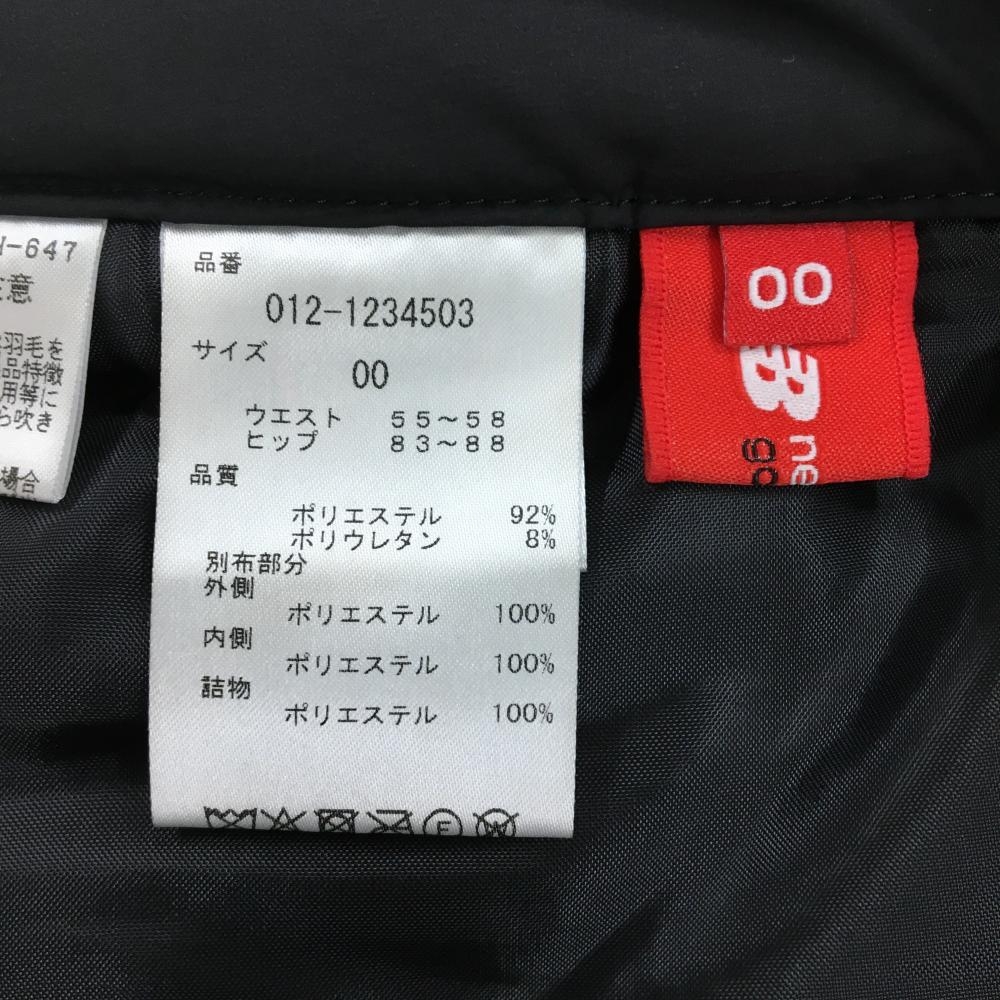 -647
意
羽毛を
品特徴
用等に
ら吹き
場合
品番
012-1234503
サイズ
00
ウエスト 55～58
ヒップ 83～88
品質
ポリエステル 92%
ポリウレタン 8%
別布部分
外側
ポリエステル 100%
内側
ポリエステル 100%
詰物
ポリエステル 100%
F
W
00
NB
ne
go